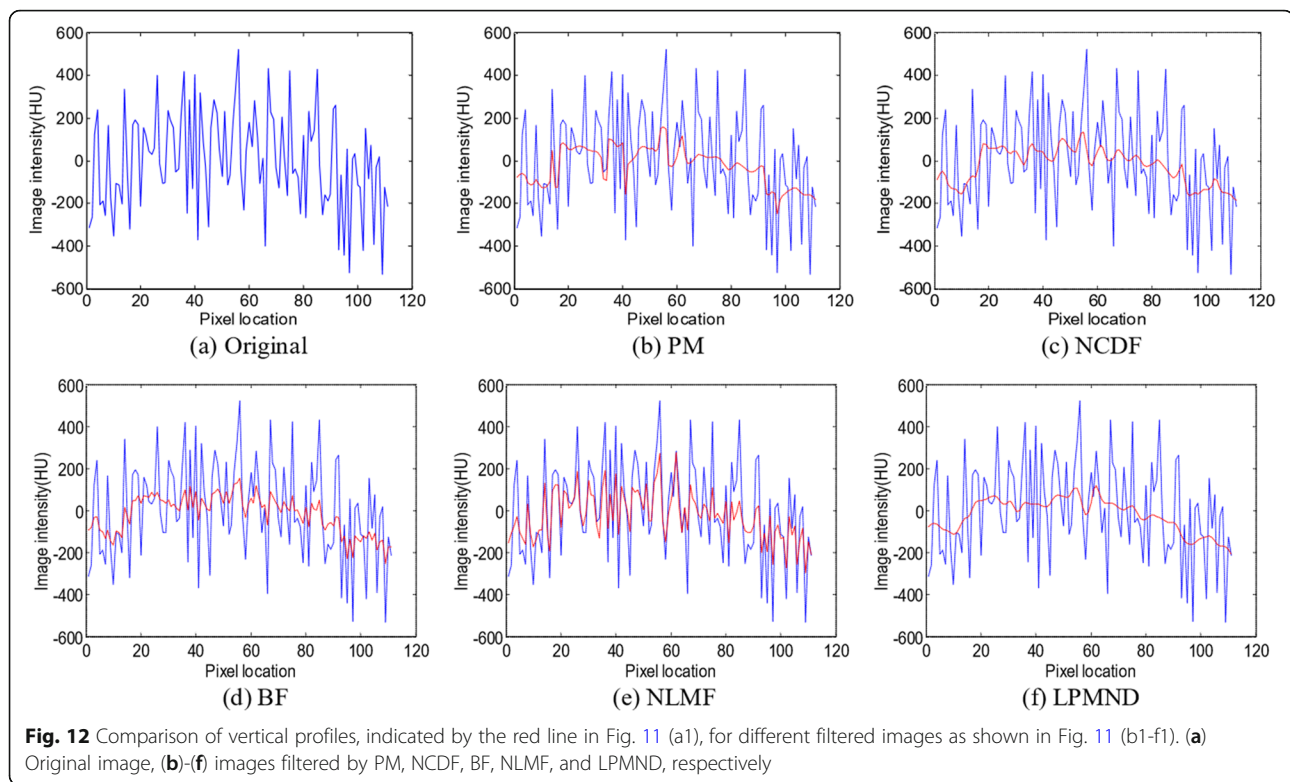 600
400
200
0
-200
-400
-600
0 20 40 60 80 100 120
Image intensity(HU)
Pixel location
(a) Original
600
400
200
0
-200
-400
-600
0 20 40 60 80 100 120
Image intensity(HU)
Pixel location
(b) PM
600
400
200
0
-200
-400
-600
0 20 40 60 80 100 120
Image intensity(HU)
Pixel location
(c) NCDF
600
400
200
0
-200
-400
-600
0 20 40 60 80 100 120
Image intensity(HU)
Pixel location
(d) BF
600
400
200
0
-200
-400
-600
0 20 40 60 80 100 120
Image intensity(HU)
Pixel location
(e) NLMF
600
400
200
0
-200
-400
-600
0 20 40 60 80 100 120
Image intensity(HU)
Pixel location
(f) LPMND
Fig. 12 Comparison of vertical profiles, indicated by the red line in Fig. 11 (a1), for different filtered images as shown in Fig. 11 (b1-f1). (a)
Original image, (b)-(f) images filtered by PM, NCDF, BF, NLMF, and LPMND, respectively